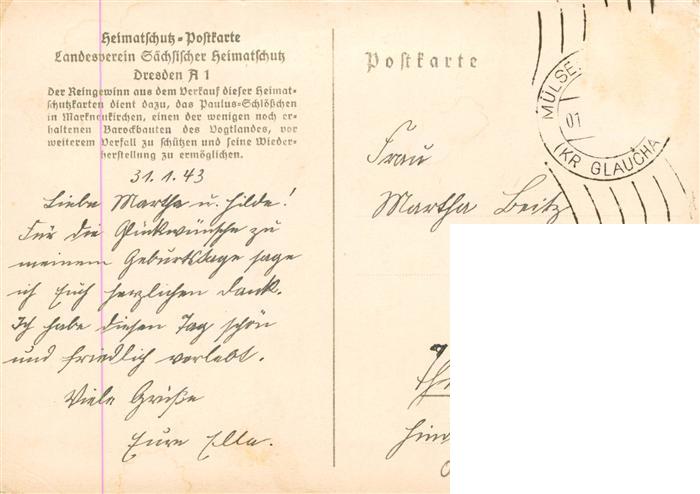 Heimatschutz-Postkarte
Landesverein Sächsischer Heimatschutz
Dresden A 1
Der Reingewinn aus dem Verkauf dieser Heimat-
schutzkarten dient dazu, das Paulus-Schlößchen
in Markneukirchen, einen der wenigen noch er-
haltenen Barockbauten des Vogtlandes, vor
weiterem Verfall zu schützen und seine Wieder-
herstellung zu ermöglichen.
31.1.43
Liebe Martha u. Hilde!
Für die Glückwünsche zu
meinem Geburtstage sage
ich Euch herzlichen Dank.
Ich habe diesen Tag schön
und friedlich verlebt.
Viele Grüße
Eure Ella.
Postkarte
MÜLSE
01
(KR GLAUCHA
Frau
Martha Beitz